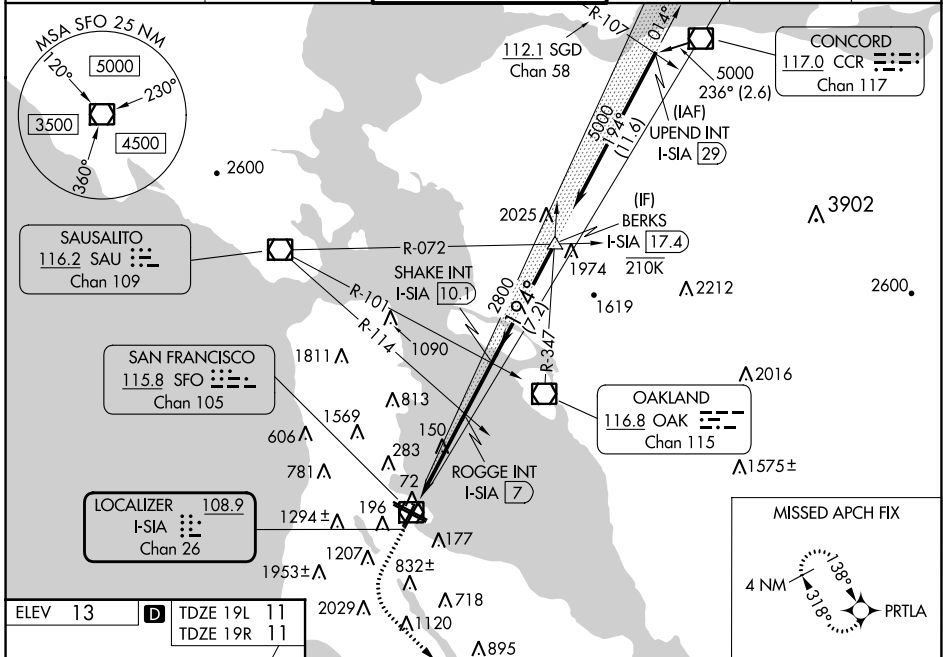 MSA SFO 25 NM
120°
5000
230°
3500
4500
360°
R-107
112.1 SGD
Chan 58
014°
CONCORD
117.0 CCR
Chan 117
5000
236° (2.6)
(IAF)
UPEND INT
I-SIA 29
5000
194°
(11.6)
2600
2025
(IF)
BERKS
I-SIA 17.4
210K
3902
SAUSALITO
116.2 SAU
Chan 109
R-072
SHAKE INT
I-SIA 10.1
1974
2212
2600
1619
R-101
R-114
2800
194°
(7.2)
R-347
1090
SAN FRANCISCO
115.8 SFO
Chan 105
1811
813
2016
OAKLAND
116.8 OAK
Chan 115
1569
606
150
283
781
72
ROGGE INT
I-SIA 7
1575±
LOCALIZER 108.9
I-SIA
Chan 26
1294±
196
177
1207
1953±
832±
718
2029
1120
895
MISSED APCH FIX
4 NM
138°
318°
PRTLA
ELEV 13
D
TDZE 19L 11
TDZE 19R 11